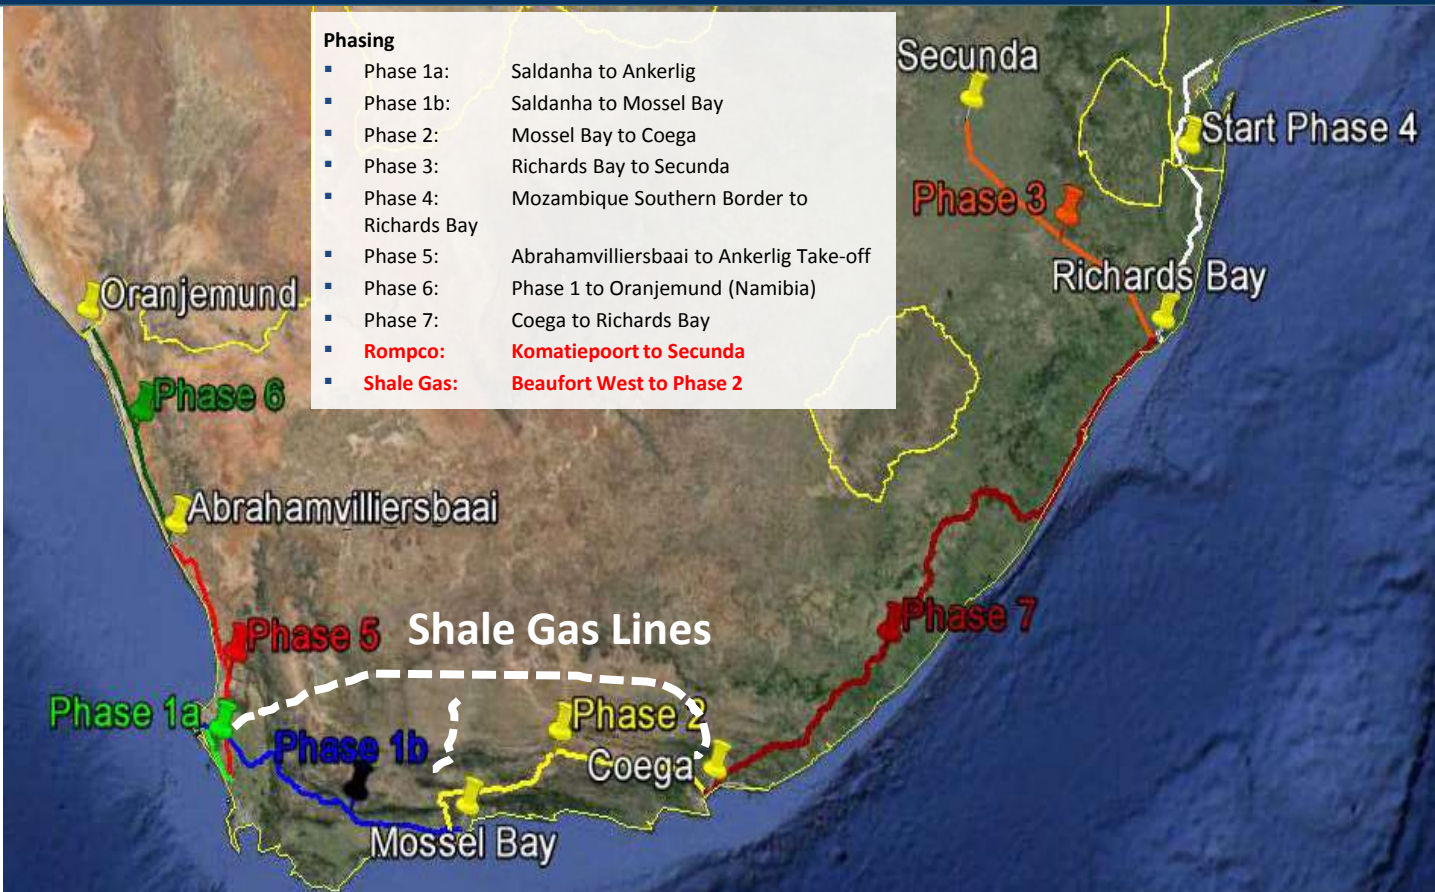 Phasing
▪ Phase 1a: Saldanha to Ankerlig
▪ Phase 1b: Saldanha to Mossel Bay
▪ Phase 2: Mossel Bay to Coega
▪ Phase 3: Richards Bay to Secunda
▪ Phase 4: Mozambique Southern Border to
Richards Bay
▪ Phase 5: Abrahamvilliersbaai to Ankerlig Take-off
▪ Phase 6: Phase 1 to Oranjemund (Namibia)
▪ Phase 7: Coega to Richards Bay
▪ Rompco: Komatiepoort to Secunda
▪ Shale Gas: Beaufort West to Phase 2
Secunda
Start Phase 4
Phase 3
Richards Bay
Oranjemund
Phase 6
Abrahamvilliersbaai
Phase 5
Shale Gas Lines
Phase 7
Phase 1a
Phase 2
Phase 1b
Coega
Mossel Bay